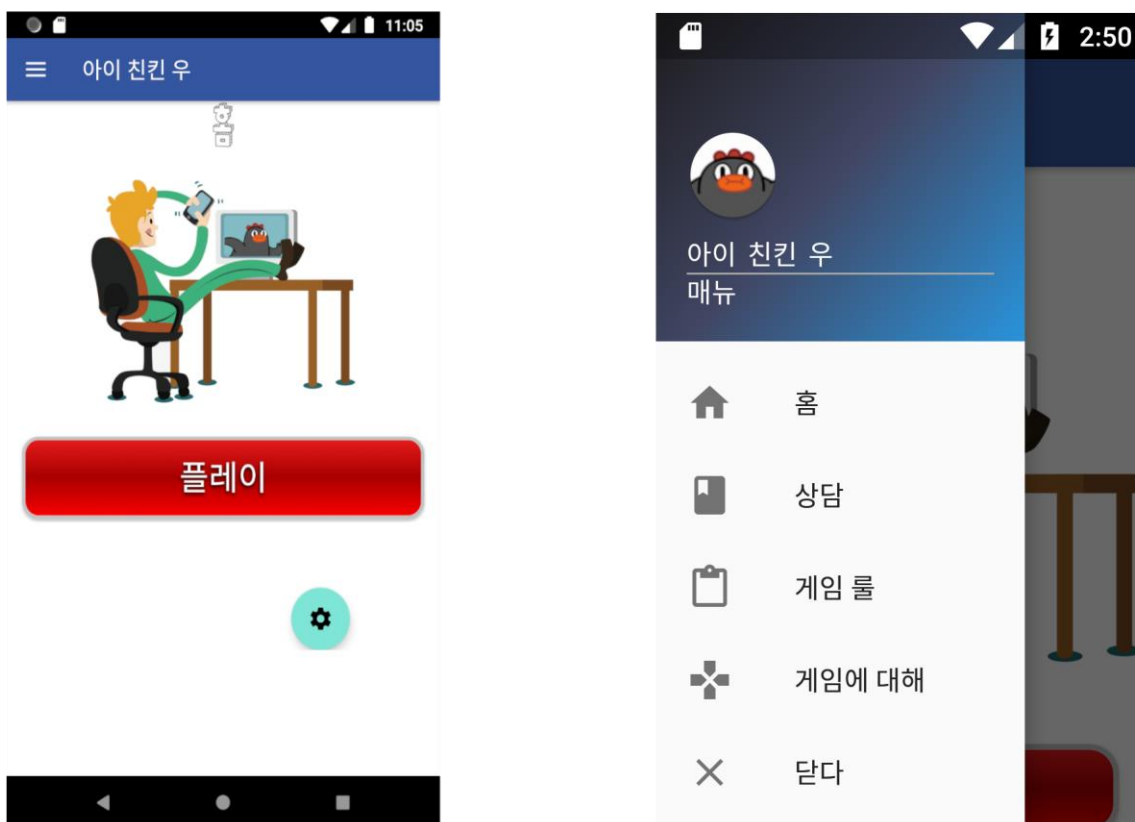 11:05
아이 친킨 우
플레이
2:50
아이 친킨 우
매뉴
홈
상담
게임 룰
게임에 대해
닫다